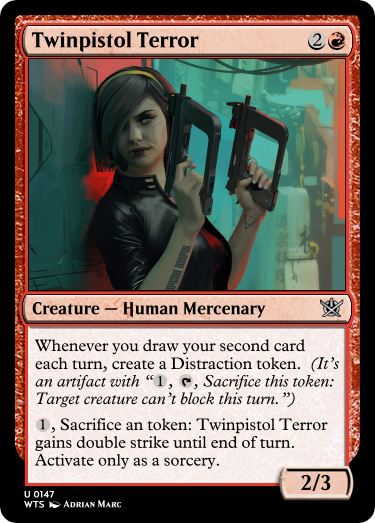 Twinpistol Terror 2
Creature — Human Mercenary
Whenever you draw your second card
each turn, create a Distraction token. (It's
an artifact with “1, , Sacrifice this token:
Target creature can't block this turn.”)
1, Sacrifice an token: Twinpistol Terror
gains double strike until end of turn.
Activate only as a sorcery.
2/3
U 0147
WTS Adrian Marc